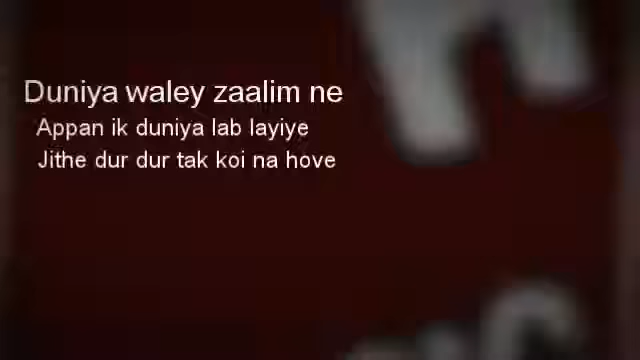 Duniya waley zaalim ne
Appan ik duniya lab layiye
Jithe dur dur tak koi na hove